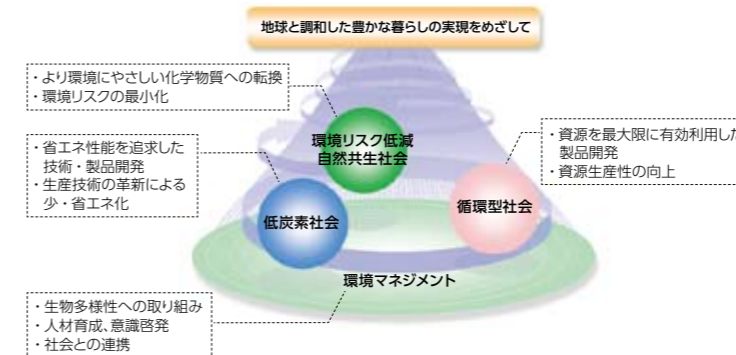 地球と調和した豊かな暮らしの実現をめざして
・より環境にやさしい化学物質への転換
・環境リスクの最小化
環境リスク低減
自然共生社会
・省エネ性能を追求した
技術・製品開発
・生産技術の革新による
少・省エネ化
低炭素社会
・資源を最大限に有効利用した
製品開発
・資源生産性の向上
循環型社会
環境マネジメント
・生物多様性への取り組み
・人材育成、意識啓発
・社会との連携